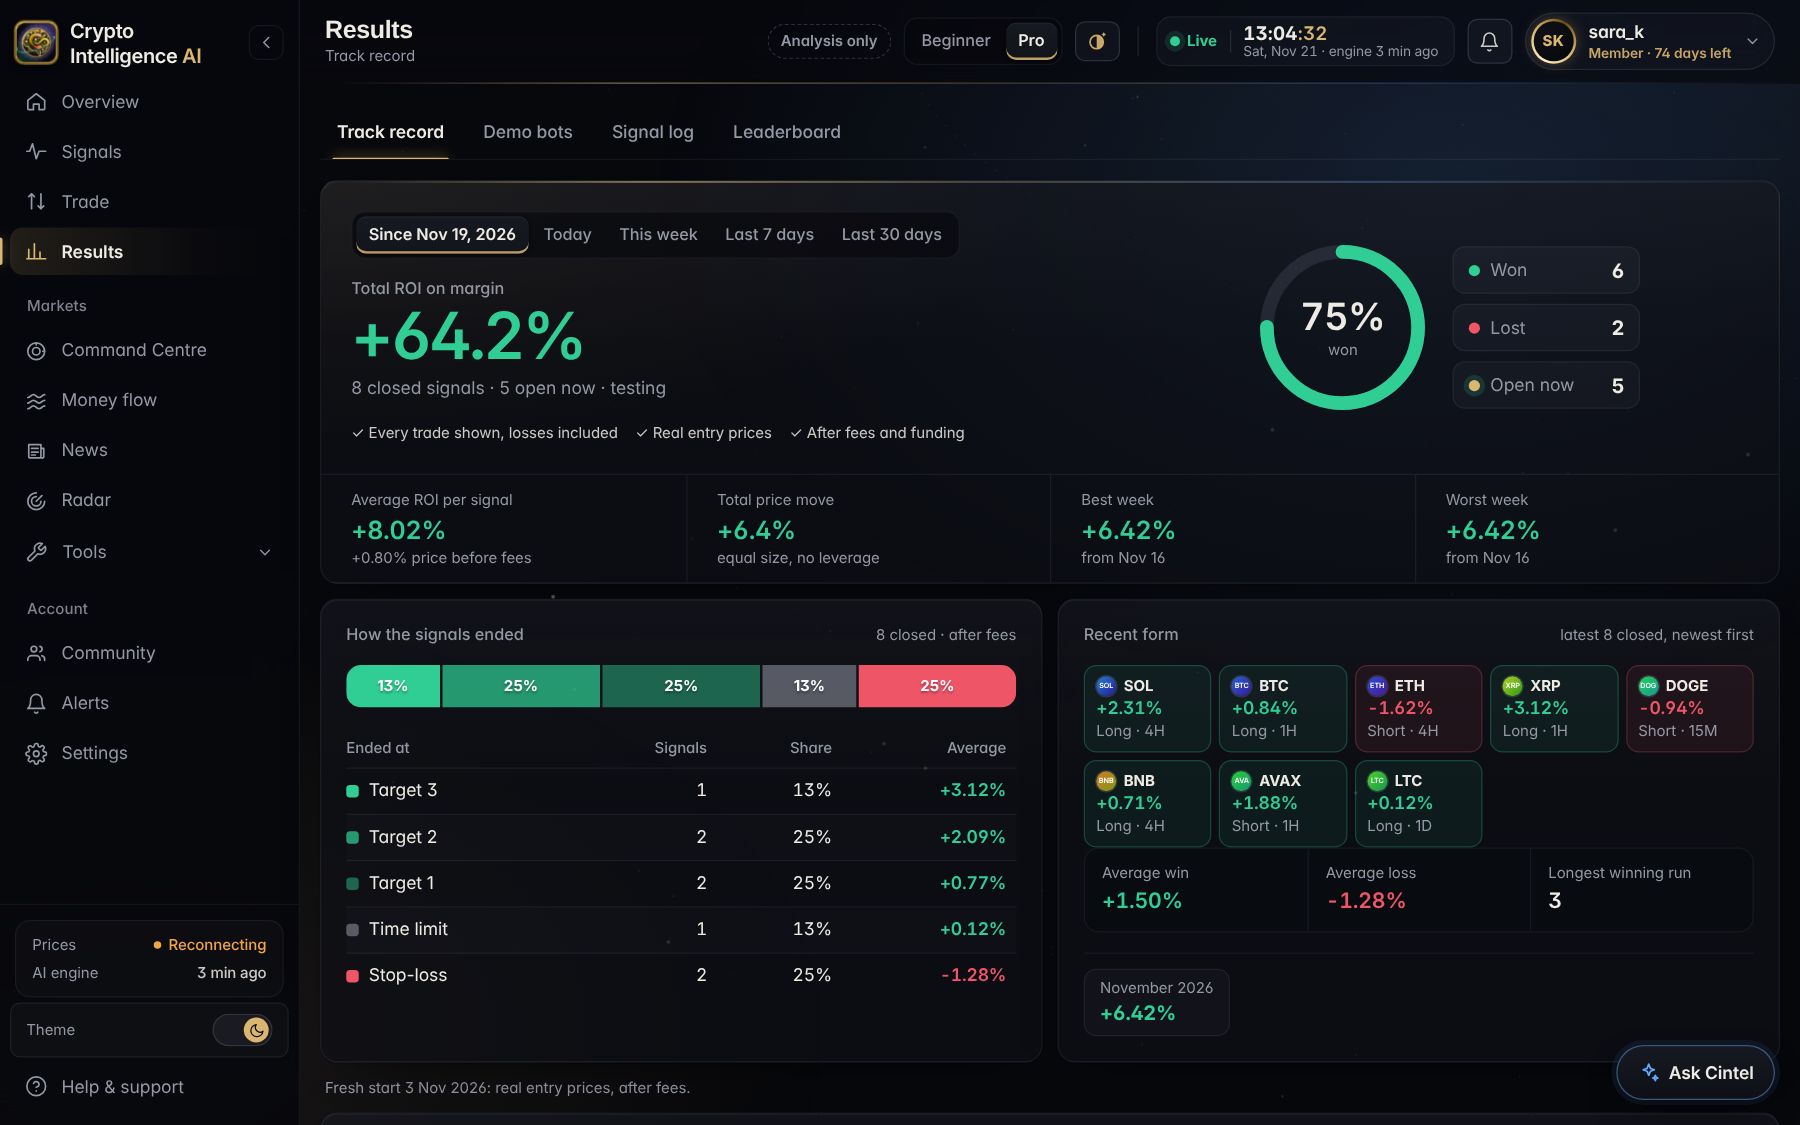 Crypto
Intelligence AI
Overview
Signals
Trade
Results
Markets
Command Centre
Money flow
News
Radar
Tools
Account
Community
Alerts
Settings
Prices
Reconnecting
AI engine
3 min ago
Theme
Help & support
Results
Track record
Analysis only
Beginner
Pro
Live
13:04:32
Sat, Nov 21 · engine 3 min ago
SK
sara_k
Member · 74 days left
Track record
Demo bots
Signal log
Leaderboard
Since Nov 19, 2026
Today
This week
Last 7 days
Last 30 days
Total ROI on margin
+64.2%
8 closed signals · 5 open now · testing
✓ Every trade shown, losses included
✓ Real entry prices
✓ After fees and funding
75%
won
Won 6
Lost 2
Open now 5
Average ROI per signal
+8.02%
+0.80% price before fees
Total price move
+6.4%
equal size, no leverage
Best week
+6.42%
from Nov 16
Worst week
+6.42%
from Nov 16
How the signals ended
8 closed · after fees
13% 25% 25% 13% 25%
Ended at Signals Share Average
Target 3 1 13% +3.12%
Target 2 2 25% +2.09%
Target 1 2 25% +0.77%
Time limit 1 13% +0.12%
Stop-loss 2 25% -1.28%
Recent form
latest 8 closed, newest first
SOL SOL
+2.31%
Long · 4H
BTC BTC
+0.84%
Long · 1H
ETH ETH
-1.62%
Short · 4H
XRP XRP
+3.12%
Long · 1H
DOG DOGE
-0.94%
Short · 15M
BNB BNB
+0.71%
Long · 4H
AVA AVAX
+1.88%
Short · 1H
LTC LTC
+0.12%
Long · 1D
Average win
+1.50%
Average loss
-1.28%
Longest winning run
3
November 2026
+6.42%
Fresh start 3 Nov 2026: real entry prices, after fees.
Ask Cintel